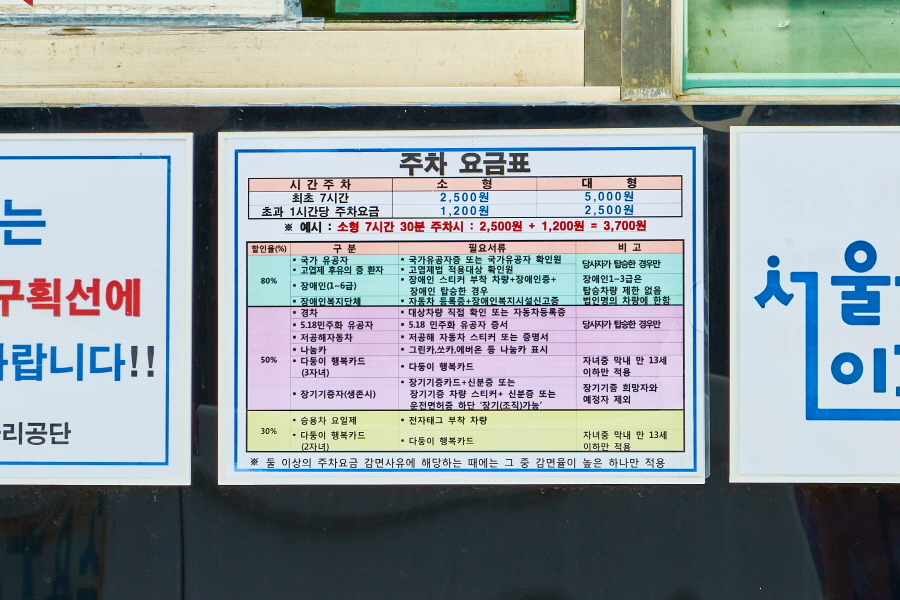 는
구획선에
바랍니다!!
리공단
주차 요금표
시 간 주 차 소 형 대 형
최초 7시간 2,500원 5,000원
초과 1시간당 주차요금 1,200원 2,500원
※ 예시 : 소형 7시간 30분 주차시 : 2,500원 + 1,200원 = 3,700원
할인율(%) 구 분 필요서류 비 고
80%
▪ 국가 유공자 ▪ 국가유공자증 또는 국가유공자 확인원 당사자가 탑승한 경우만
▪ 고엽제 후유의 증 환자 ▪ 고엽제법 적용대상 확인원
▪ 장애인(1~6급) ▪ 장애인 스티커 부착 차량+장애인증+ 장애인1~3급은
장애인 탑승한 경우 탑승차량 제한 없음
▪ 장애인복지단체 ▪ 자동차 등록증+장애인복지시설신고증 법인명의 차량에 한함
50%
▪ 경차 ▪ 대상차량 직접 확인 또는 자동차등록증
▪ 5.18민주화 유공자 ▪ 5.18 민주화 유공자 증서 당사자가 탑승한 경우만
▪ 저공해자동차 ▪ 저공해 자동차 스티커 또는 증명서
▪ 나눔카 ▪ 그린카,쏘카,에버온 등 나눔카 표시
▪ 다둥이 행복카드 ▪ 다둥이 행복카드 자녀중 막내 만 13세
(3자녀) 이하만 적용
▪ 장기기증자(생존시) ▪ 장기기증카드+신분증 또는 장기기증 희망자와
장기기증 차량 스티커+ 신분증 또는 예정자 제외
운전면허증 하단 '장기(조직)가능'
30%
▪ 승용차 요일제 ▪ 전자태그 부착 차량
▪ 다둥이 행복카드 ▪ 다둥이 행복카드 자녀중 막내 만 13세
(2자녀) 이하만 적용
※ 둘 이상의 주차요금 감면사유에 해당하는 때에는 그 중 감면율이 높은 하나만 적용
서울
이